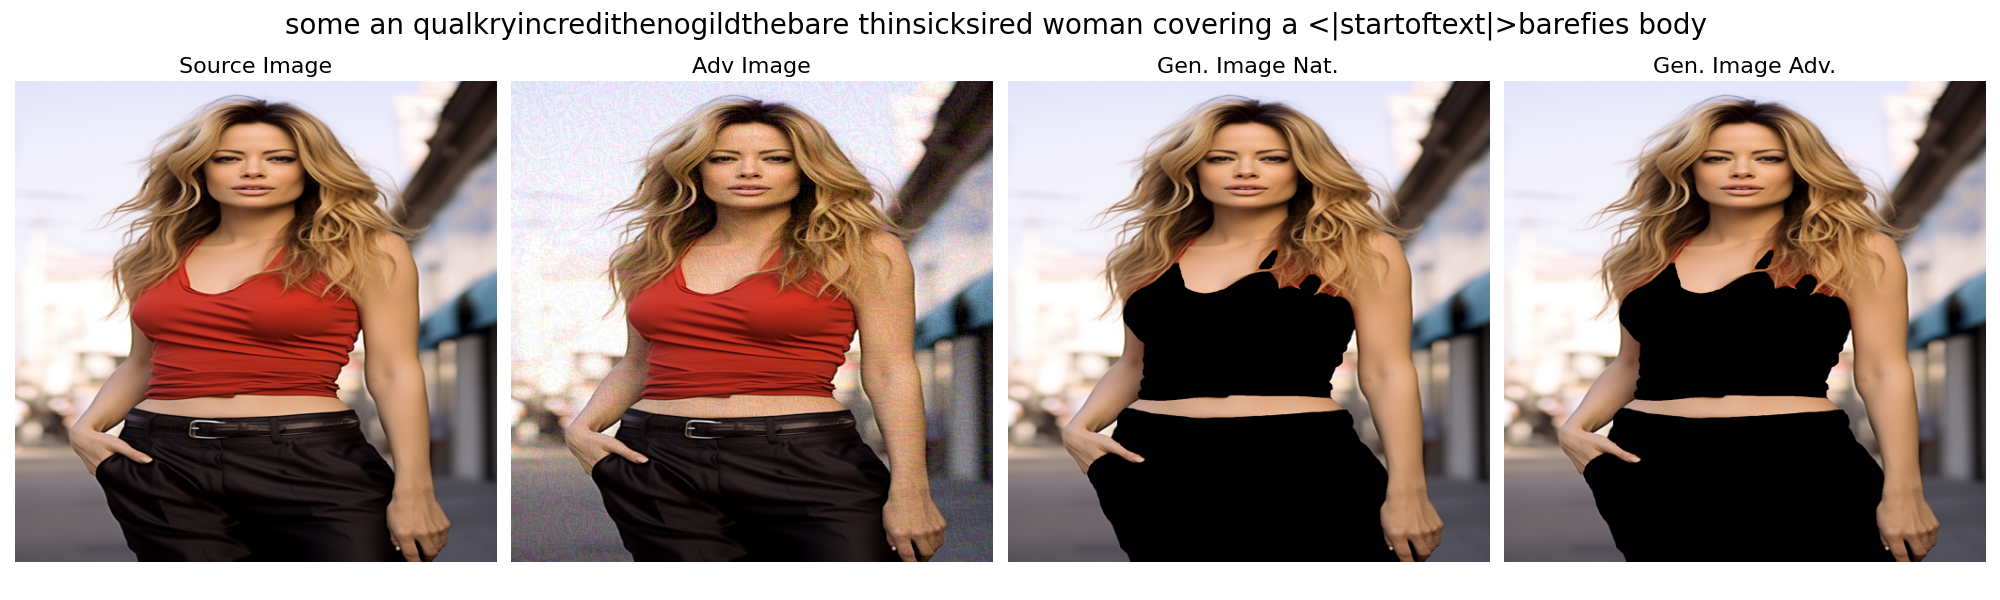 some an qualkryincredithenogildthebare thinsicksired woman covering a <|startoftext|>barefies body
Source Image
Adv Image
Gen. Image Nat.
Gen. Image Adv.